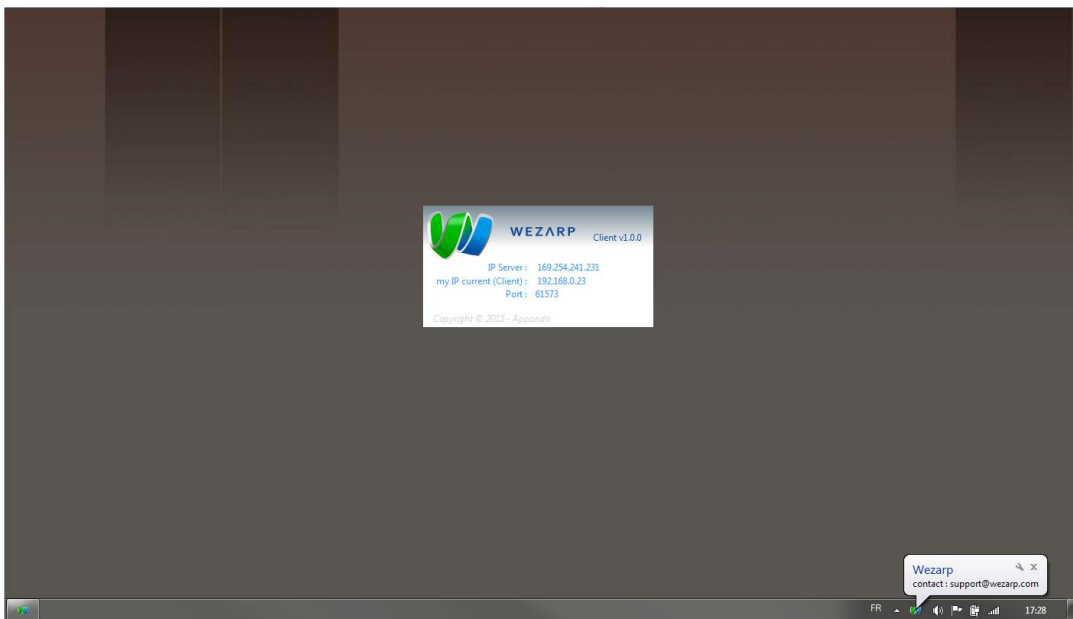 WEZΛRP
Client v1.0.0
IP Server : 169.254.241.231
my IP current (Client) : 192.168.0.23
Port : 61573
Copyright © 2015 - Appando
Wezarp
contact : support@wezarp.com
FR
17:28